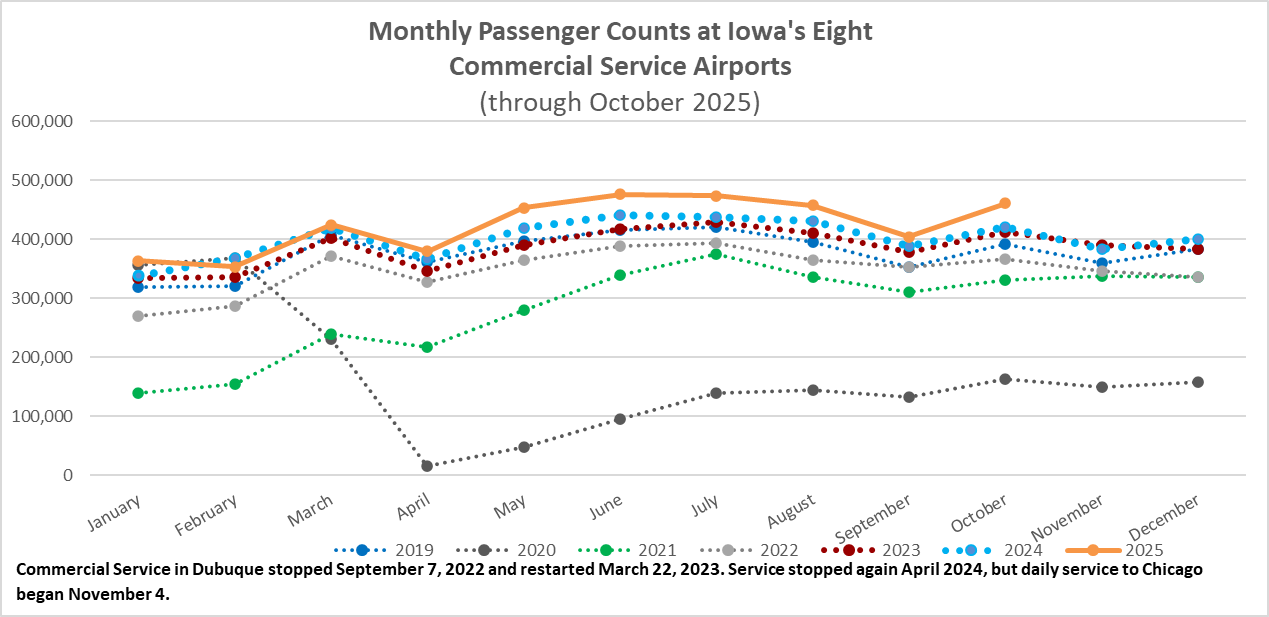 Monthly Passenger Counts at Iowa's Eight
Commercial Service Airports
(through October 2025)
600,000
500,000
400,000
300,000
200,000
100,000
0
January
February
March
April
May
June
July
August
September
October
November
December
2019
2020
2021
2022
2023
2024
2025
Commercial Service in Dubuque stopped September 7, 2022 and restarted March 22, 2023. Service stopped again April 2024, but daily service to Chicago
began November 4.